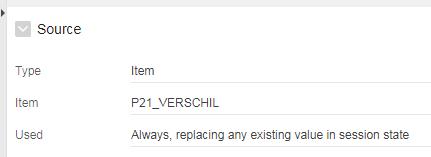 Source
Type Item
Item P21_VERSCHIL
Used Always, replacing any existing value in session state